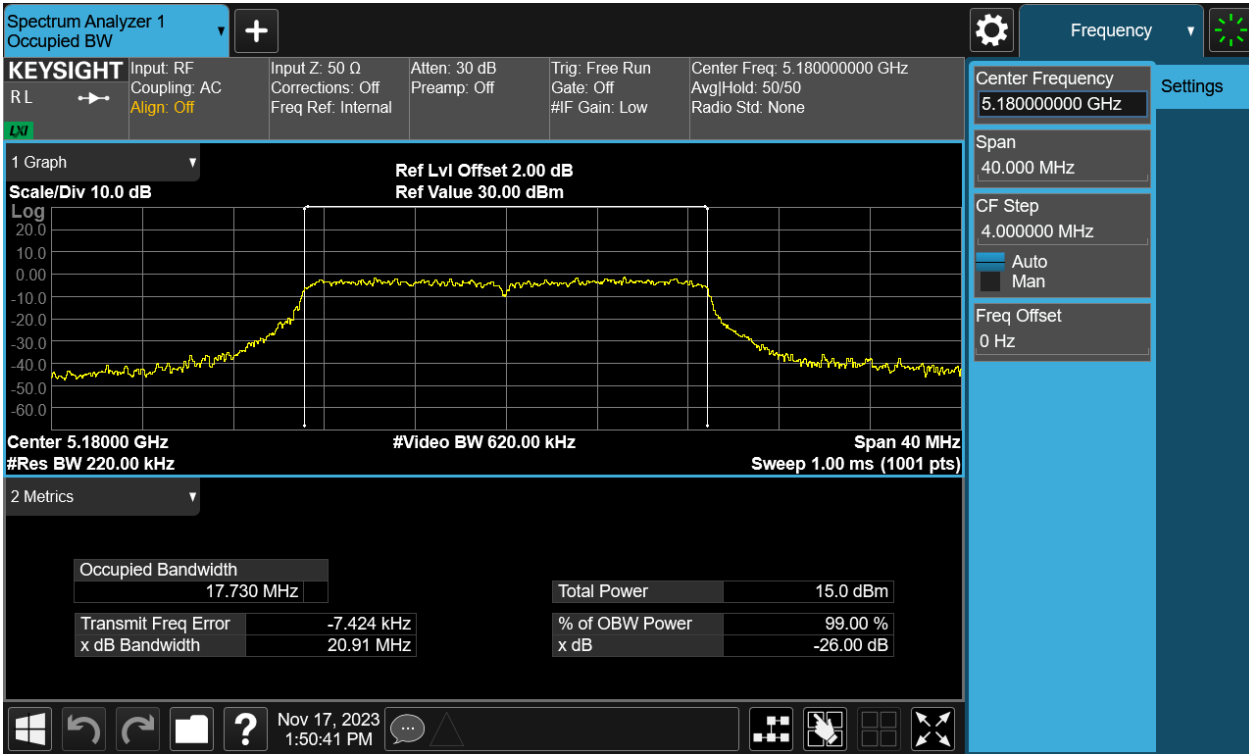 Spectrum Analyzer 1
Occupied BW
Frequency
KEYSIGHT
R L
LXI
Input: RF
Coupling: AC
Align: Off
Input Z: 50 Ω
Corrections: Off
Freq Ref: Internal
Atten: 30 dB
Preamp: Off
Trig: Free Run
Gate: Off
#IF Gain: Low
Center Freq: 5.180000000 GHz
Avg|Hold: 50/50
Radio Std: None
1 Graph
Scale/Div 10.0 dB
Ref Lvl Offset 2.00 dB
Ref Value 30.00 dBm
Log
20.0
10.0
0.00
-10.0
-20.0
-30.0
-40.0
-50.0
-60.0
Center 5.18000 GHz
#Video BW 620.00 kHz
Span 40 MHz
#Res BW 220.00 kHz
Sweep 1.00 ms (1001 pts)
2 Metrics
Occupied Bandwidth
17.730 MHz
Total Power 15.0 dBm
Transmit Freq Error -7.424 kHz
% of OBW Power 99.00 %
x dB Bandwidth 20.91 MHz
x dB -26.00 dB
Center Frequency
5.180000000 GHz
Settings
Span
40.000 MHz
CF Step
4.000000 MHz
Auto
Man
Freq Offset
0 Hz
?
Nov 17, 2023
1:50:41 PM